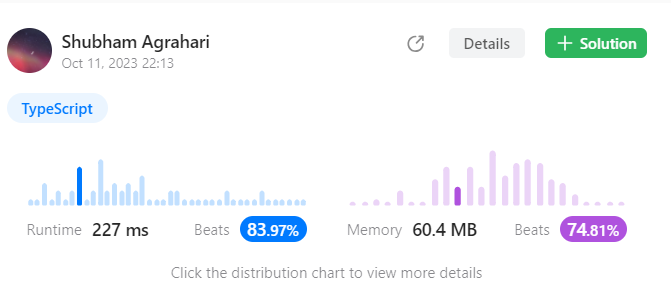 Shubham Agrahari
Oct 11, 2023 22:13
Details
+ Solution
TypeScript
Runtime 227 ms Beats 83.97%
Memory 60.4 MB Beats 74.81%
Click the distribution chart to view more details